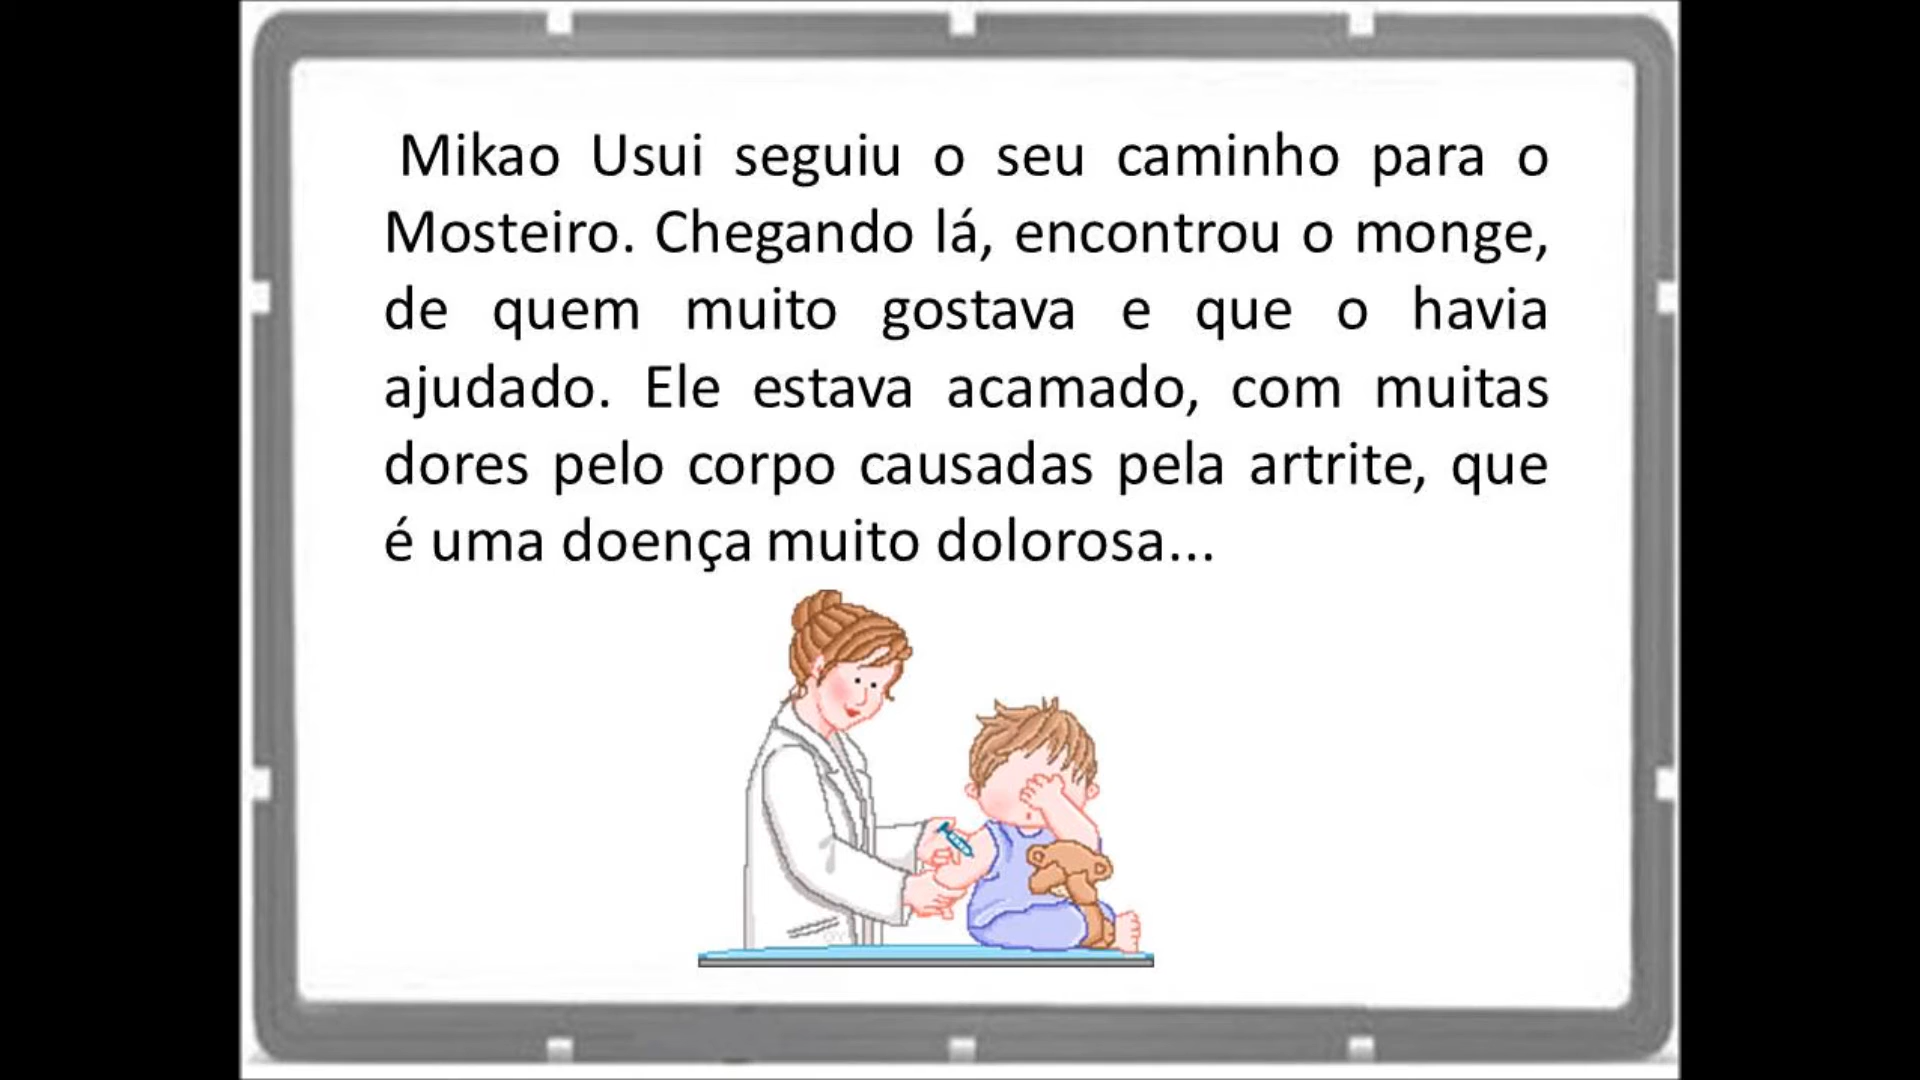 Mikao Usui seguiu o seu caminho para o
Mosteiro. Chegando lá, encontrou o monge,
de quem muito gostava e que o havia
ajudado. Ele estava acamado, com muitas
dores pelo corpo causadas pela artrite, que
é uma doença muito dolorosa...